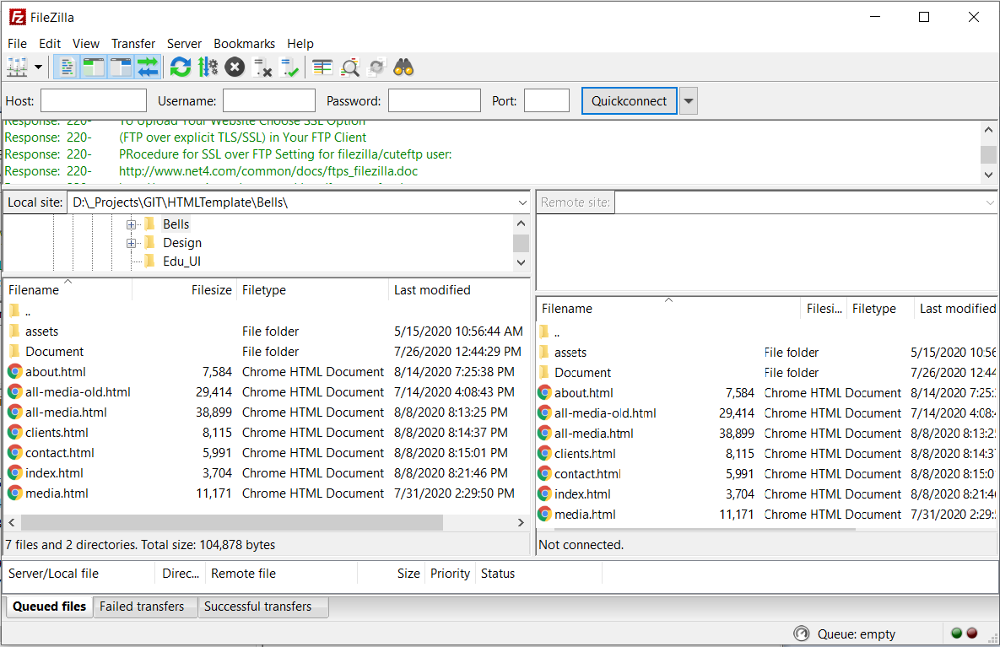 FileZilla
File Edit View Transfer Server Bookmarks Help
Host: Username: Password: Port: Quickconnect
Response: 220- To Upload Your Website Choose SSL Option
Response: 220- (FTP over explicit TLS/SSL) in Your FTP Client
Response: 220- PRocedure for SSL over FTP Setting for filezilla/cuteftp user:
Response: 220- http://www.net4.com/common/docs/ftps_filezilla.doc
Local site: D:\_Projects\GIT\HTMLTemplate\Bells\
Bells
Design
Edu_UI
Filename Filesize Filetype Last modified
..
assets File folder 5/15/2020 10:56:44 AM
Document File folder 7/26/2020 12:44:29 PM
about.html 7,584 Chrome HTML Document 8/14/2020 7:25:38 PM
all-media-old.html 29,414 Chrome HTML Document 7/14/2020 4:08:43 PM
all-media.html 38,899 Chrome HTML Document 8/8/2020 8:13:25 PM
clients.html 8,115 Chrome HTML Document 8/8/2020 8:14:37 PM
contact.html 5,991 Chrome HTML Document 8/8/2020 8:15:01 PM
index.html 3,704 Chrome HTML Document 8/8/2020 8:21:46 PM
media.html 11,171 Chrome HTML Document 7/31/2020 2:29:50 PM
7 files and 2 directories. Total size: 104,878 bytes
Remote site:
Filename Filesi... Filetype Last modified
..
assets File folder 5/15/2020 10:56
Document File folder 7/26/2020 12:44
about.html 7,584 Chrome HTML Document 8/14/2020 7:25:
all-media-old.html 29,414 Chrome HTML Document 7/14/2020 4:08:
all-media.html 38,899 Chrome HTML Document 8/8/2020 8:13:2
clients.html 8,115 Chrome HTML Document 8/8/2020 8:14:3
contact.html 5,991 Chrome HTML Document 8/8/2020 8:15:0
index.html 3,704 Chrome HTML Document 8/8/2020 8:21:4
media.html 11,171 Chrome HTML Document 7/31/2020 2:29:
Not connected.
Server/Local file Direc... Remote file Size Priority Status
Queued files Failed transfers Successful transfers
Queue: empty